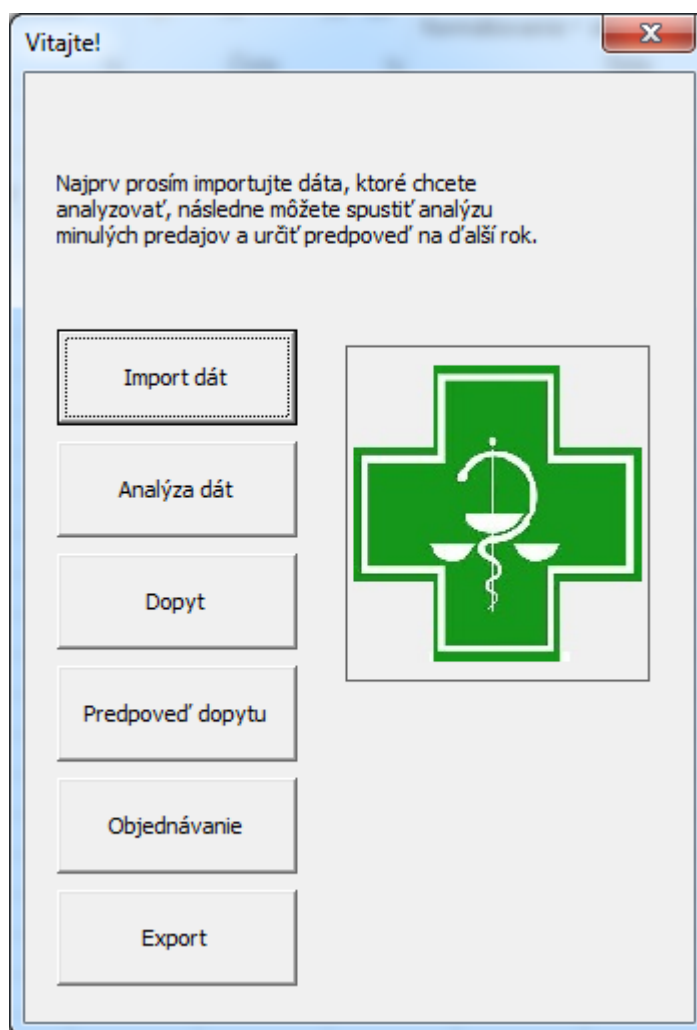 Vitajte!
Najprv prosím importujte dáta, ktoré chcete
analyzovať, následne môžete spustiť analýzu
minulých predajov a určiť predpoveď na ďalší rok.
Import dát
Analýza dát
Dopyt
Predpoveď dopytu
Objednávanie
Export